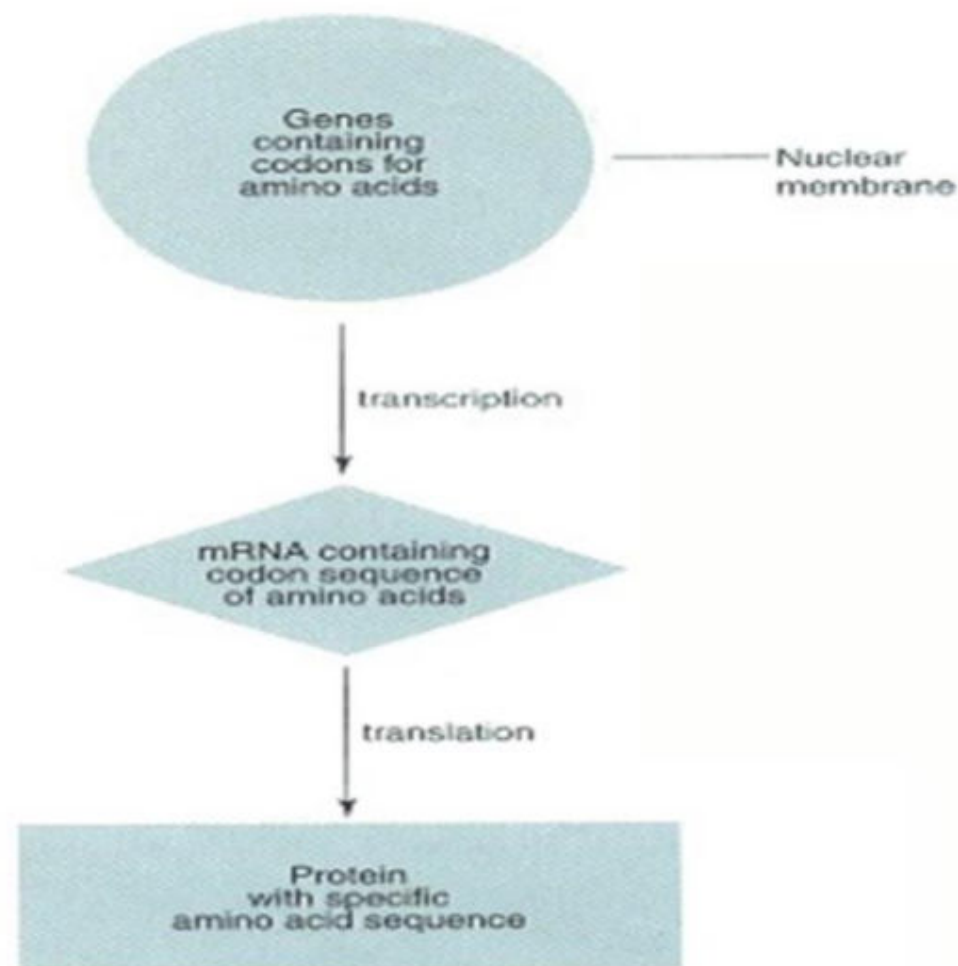 Genes
containing
codons for
amino acids
Nuclear
membrane
transcription
mRNA containing
codon sequence
of amino acids
translation
Protein
with specific
amino acid sequence